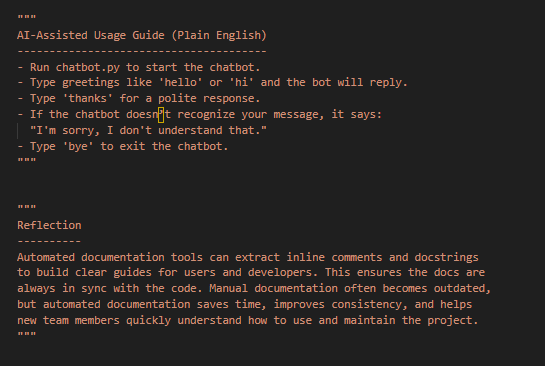 """
AI-Assisted Usage Guide (Plain English)
---------------------------------------
- Run chatbot.py to start the chatbot.
- Type greetings like 'hello' or 'hi' and the bot will reply.
- Type 'thanks' for a polite response.
- If the chatbot doesn’t recognize your message, it says:
  "I'm sorry, I don't understand that."
- Type 'bye' to exit the chatbot.
"""
"""
Reflection
----------
Automated documentation tools can extract inline comments and docstrings
to build clear guides for users and developers. This ensures the docs are
always in sync with the code. Manual documentation often becomes outdated,
but automated documentation saves time, improves consistency, and helps
new team members quickly understand how to use and maintain the project.
"""